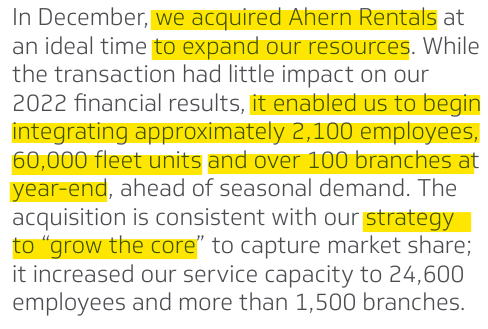 In December, we acquired Ahern Rentals at
an ideal time to expand our resources. While
the transaction had little impact on our
2022 financial results, it enabled us to begin
integrating approximately 2,100 employees,
60,000 fleet units and over 100 branches at
year-end, ahead of seasonal demand. The
acquisition is consistent with our strategy
to “grow the core” to capture market share;
it increased our service capacity to 24,600
employees and more than 1,500 branches.